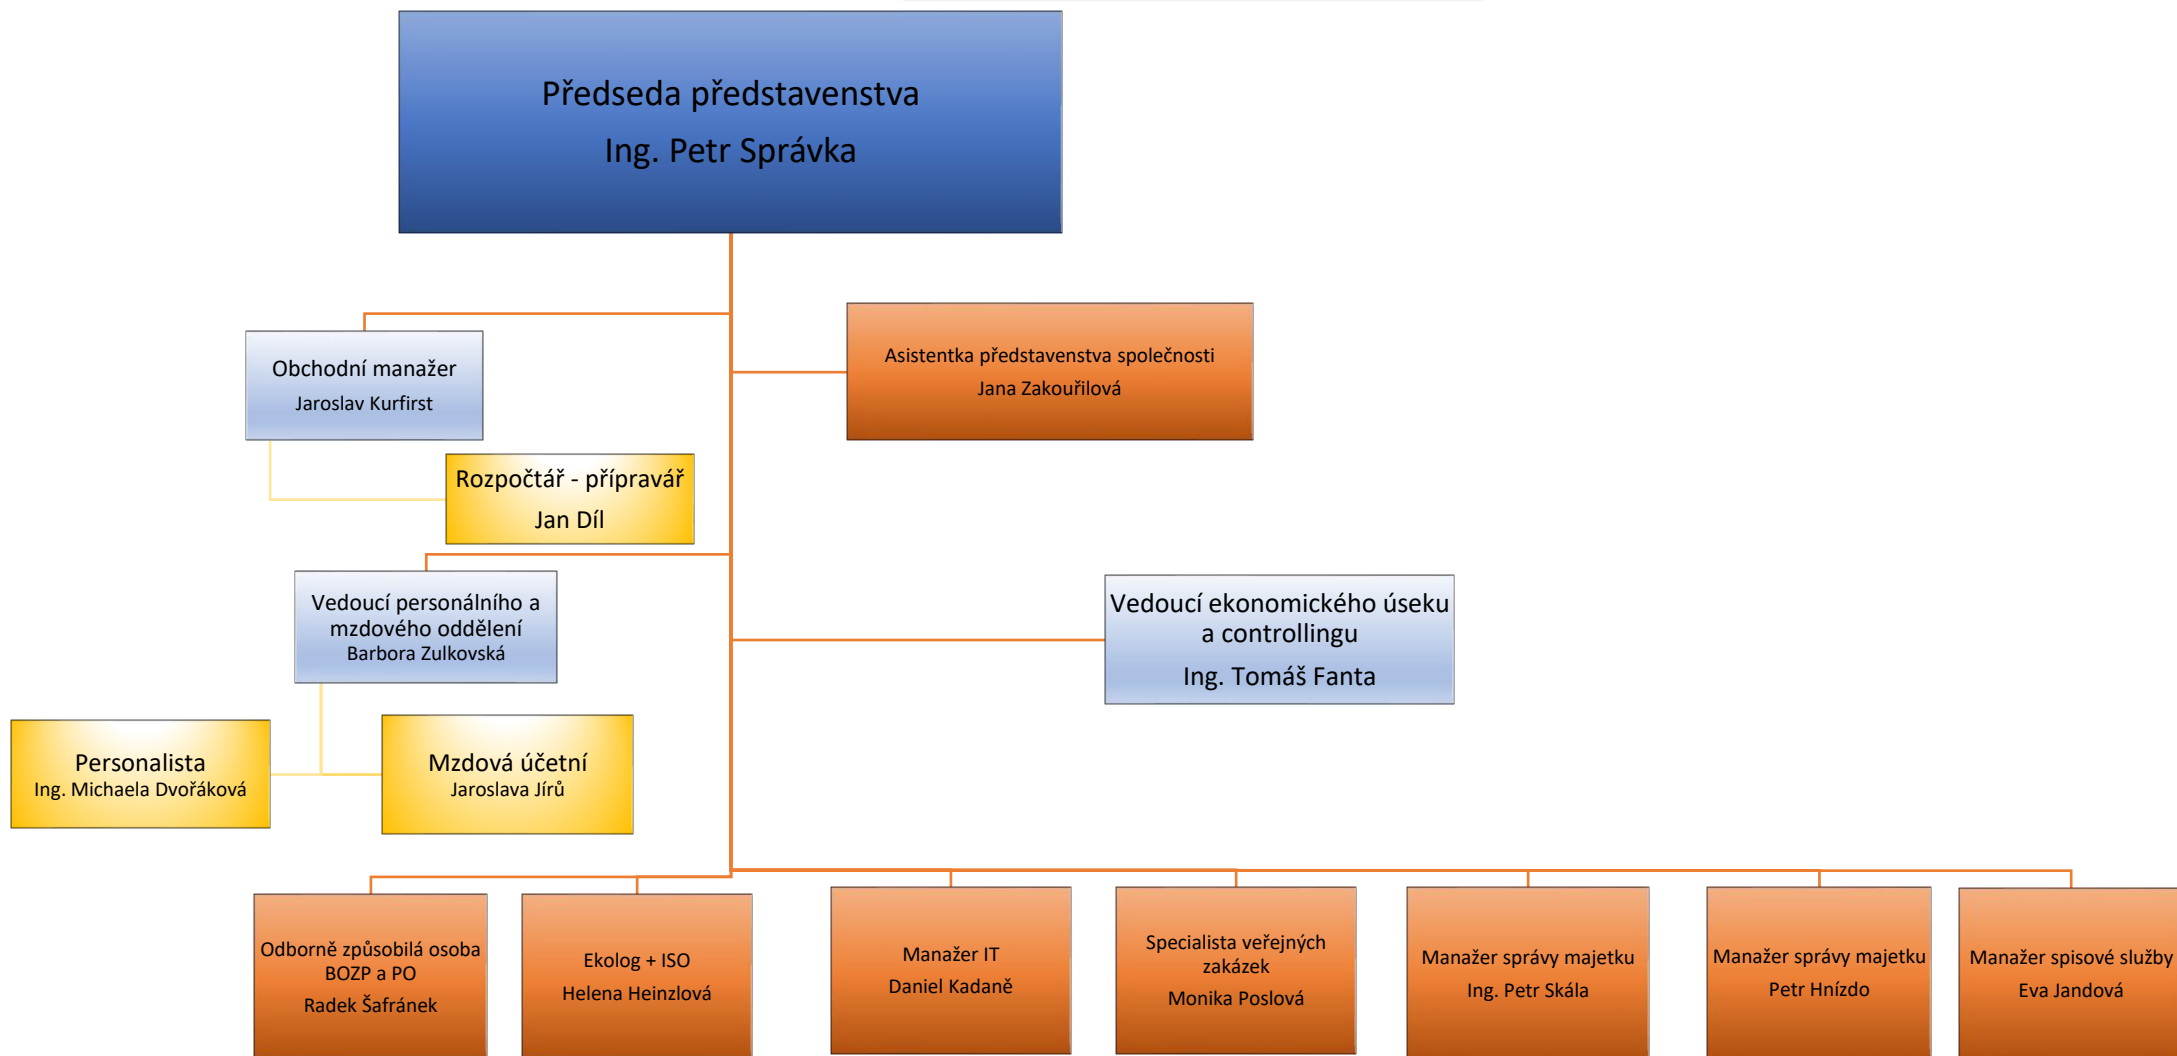 Předseda představenstva
Ing. Petr Správka
Obchodní manažer
Jaroslav Kurfirst
Asistentka představenstva společnosti
Jana Zakouřilová
Rozpočtář - přípravář
Jan Díl
Vedoucí personálního a
mzdového oddělení
Barbora Zulkovská
Vedoucí ekonomického úseku
a controllingu
Ing. Tomáš Fanta
Personalista
Ing. Michaela Dvořáková
Mzdová účetní
Jaroslava Jírů
Odborně způsobilá osoba
BOZP a PO
Radek Šafránek
Ekolog + ISO
Helena Heinzlová
Manažer IT
Daniel Kadaně
Specialista veřejných
zakázek
Monika Poslová
Manažer správy majetku
Ing. Petr Skála
Manažer správy majetku
Petr Hnízdo
Manažer spisové služby
Eva Jandová